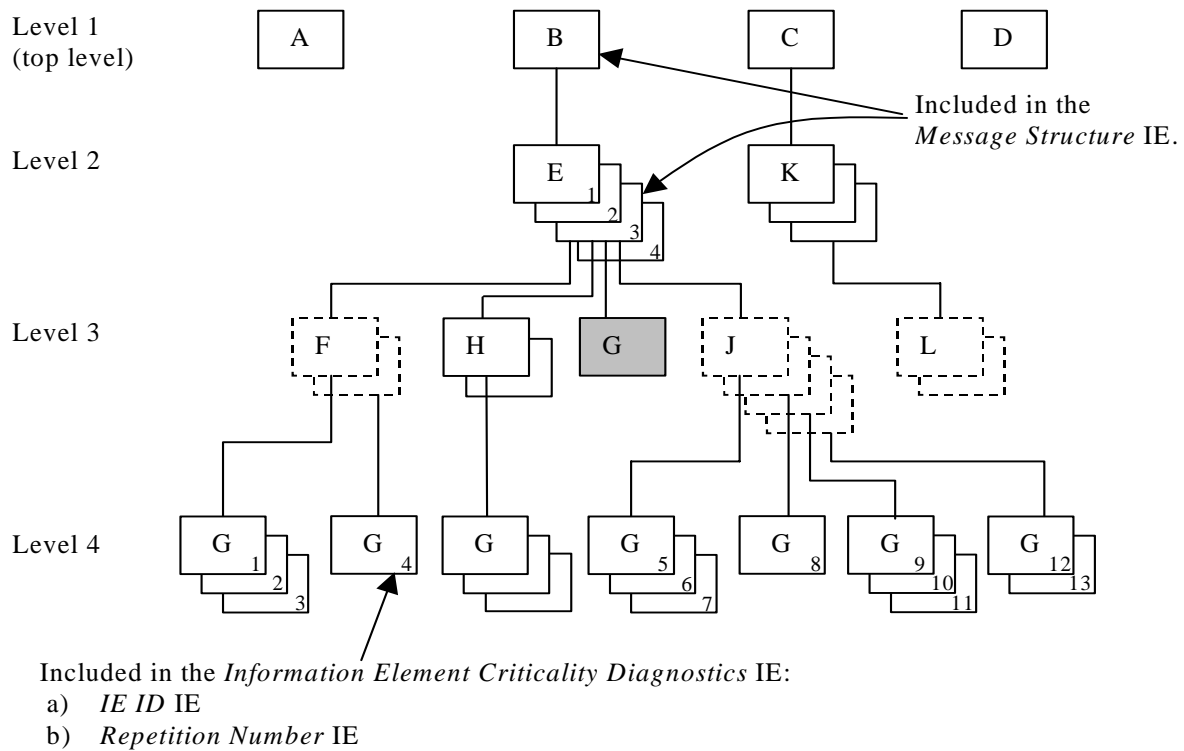 Level 1
(top level)
A
B
C
D
Included in the
Message Structure IE.
Level 2
E
1
2
3
4
K
Level 3
F
H
G
J
L
Level 4
G
1
2
3
G
4
G
G
5
6
7
G
8
G
9
10
11
G
12
13
Included in the Information Element Criticality Diagnostics IE:
a) IE ID IE
b) Repetition Number IE